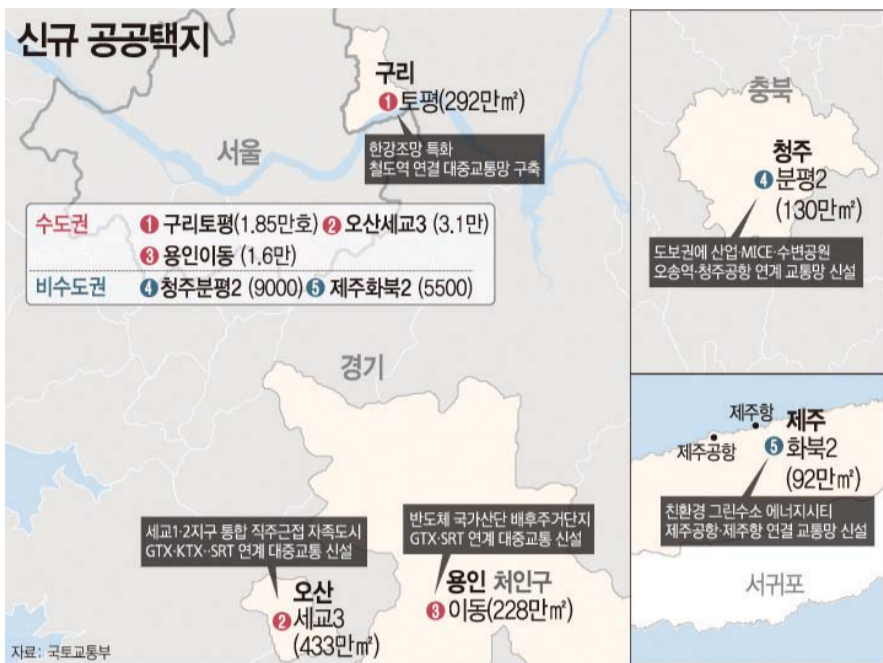 신규 공공택지
구리
❶토평(292만㎡)
한강조망 특화
철도역 연결 대중교통망 구축
서울
수도권 ❶ 구리토평(1.85만호) ❷ 오산세교3 (3.1만)
❸ 용인이동 (1.6만)
비수도권 ❹청주분평2 (9000) ❺ 제주화북2 (5500)
경기
세교1·2지구 통합 직주근접 자족도시
GTX·KTX··SRT 연계 대중교통 신설
오산
❷ 세교3
(433만㎡)
반도체 국가산단 배후주거단지
GTX·SRT 연계 대중교통 신설
용인 처인구
❸ 이동(228만㎡)
자료 : 국토교통부
충북
청주
❹ 분평2
(130만㎡)
도보권에 산업·MICE·수변공원
오송역·청주공항 연계 교통망 신설
제주항
제주공항
제주
❺ 화북2
(92만㎡)
친환경 그린수소 에너지시티
제주공항·제주항 연결 교통망 신설
서귀포